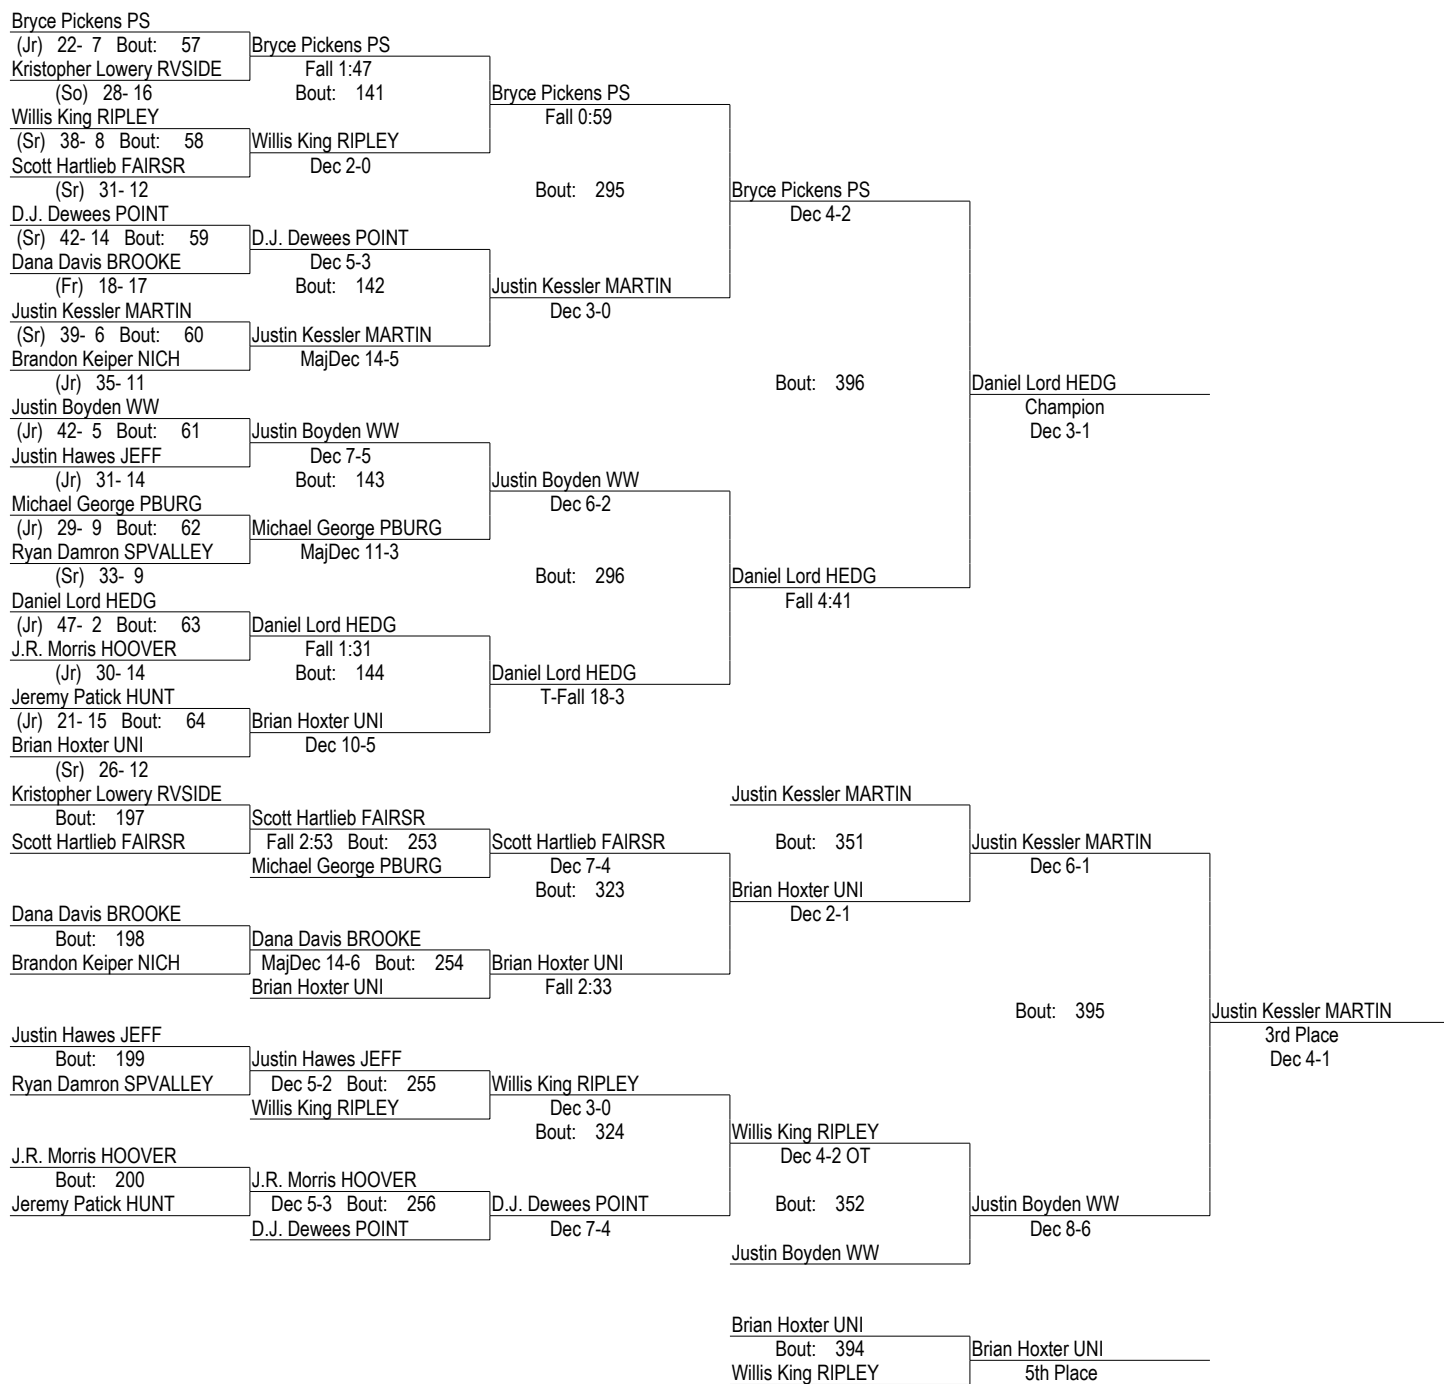 Bryce Pickens PS
(Jr) 22- 7 Bout: 57 Bryce Pickens PS
Kristopher Lowery RVSIDE Fall 1:47
(So) 28- 16 Bout: 141 Bryce Pickens PS
Willis King RIPLEY Fall 0:59
(Sr) 38- 8 Bout: 58 Willis King RIPLEY
Scott Hartlieb FAIRSR Dec 2-0
(Sr) 31- 12 Bout: 295 Bryce Pickens PS
D.J. Dewees POINT Dec 4-2
(Sr) 42- 14 Bout: 59 D.J. Dewees POINT
Dana Davis BROOKE Dec 5-3
(Fr) 18- 17 Bout: 142 Justin Kessler MARTIN
Justin Kessler MARTIN Dec 3-0
(Sr) 39- 6 Bout: 60 Justin Kessler MARTIN
Brandon Keiper NICH MajDec 14-5
(Jr) 35- 11 Bout: 396 Daniel Lord HEDG
Justin Boyden WW Champion
(Jr) 42- 5 Bout: 61 Justin Boyden WW Dec 3-1
Justin Hawes JEFF Dec 7-5
(Jr) 31- 14 Bout: 143 Justin Boyden WW
Michael George PBURG Dec 6-2
(Jr) 29- 9 Bout: 62 Michael George PBURG
Ryan Damron SPVALLEY MajDec 11-3
(Sr) 33- 9 Bout: 296 Daniel Lord HEDG
Daniel Lord HEDG Fall 4:41
(Jr) 47- 2 Bout: 63 Daniel Lord HEDG
J.R. Morris HOOVER Fall 1:31
(Jr) 30- 14 Bout: 144 Daniel Lord HEDG
Jeremy Patick HUNT T-Fall 18-3
(Jr) 21- 15 Bout: 64 Brian Hoxter UNI
Brian Hoxter UNI Dec 10-5
(Sr) 26- 12
Kristopher Lowery RVSIDE Justin Kessler MARTIN
Bout: 197 Scott Hartlieb FAIRSR
Scott Hartlieb FAIRSR Fall 2:53 Bout: 253 Scott Hartlieb FAIRSR Bout: 351 Justin Kessler MARTIN
Michael George PBURG Dec 7-4 Dec 6-1
Bout: 323 Brian Hoxter UNI
Dana Davis BROOKE Dec 2-1
Bout: 198 Dana Davis BROOKE
Brandon Keiper NICH MajDec 14-6 Bout: 254 Brian Hoxter UNI
Brian Hoxter UNI Fall 2:33
Bout: 395 Justin Kessler MARTIN
Justin Hawes JEFF 3rd Place
Bout: 199 Justin Hawes JEFF Dec 4-1
Ryan Damron SPVALLEY Dec 5-2 Bout: 255 Willis King RIPLEY
Willis King RIPLEY Dec 3-0
Bout: 324 Willis King RIPLEY
J.R. Morris HOOVER Dec 4-2 OT
Bout: 200 J.R. Morris HOOVER
Jeremy Patick HUNT Dec 5-3 Bout: 256 D.J. Dewees POINT Bout: 352 Justin Boyden WW
D.J. Dewees POINT Dec 7-4 Dec 8-6
Justin Boyden WW
Brian Hoxter UNI
Bout: 394 Brian Hoxter UNI
Willis King RIPLEY 5th Place